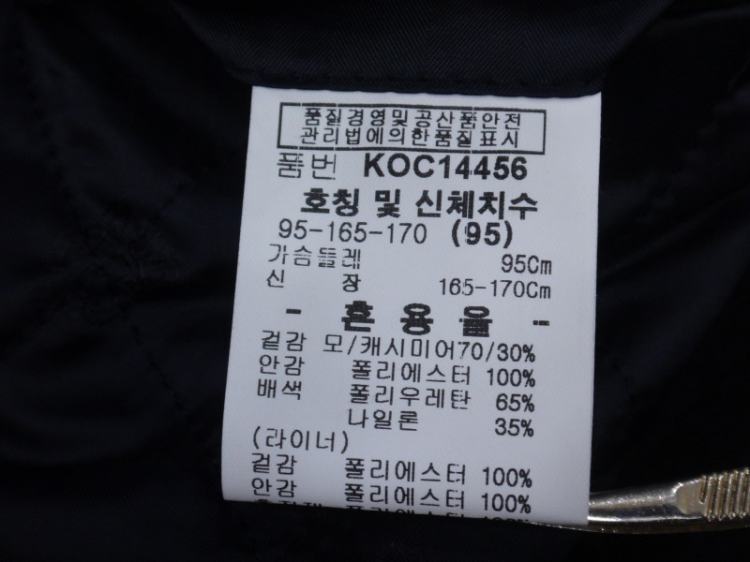 품질경영및공산품안전
관리법에의한품질표시
품번 KOC14456
호칭 및 신체치수
95-165-170 (95)
가슴둘레 95Cm
신 장 165-170Cm
- 혼 용 율 -
겉감 모/캐시미어70/30%
안감 폴리에스터 100%
배색 폴리우레탄 65%
나일론 35%
(라이너)
겉감 폴리에스터 100%
안감 폴리에스터 100%